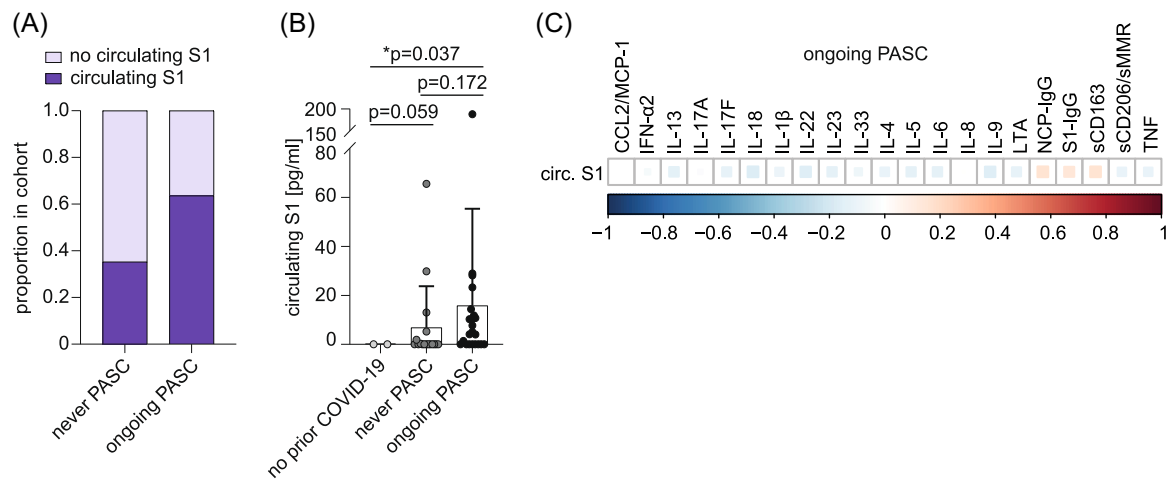 (A)
no circulating S1
circulating S1
proportion in cohort
1.0
0.8
0.6
0.4
0.2
0
never PASC
ongoing PASC
(B)
*p=0.037
p=0.172
p=0.059
circulating S1 [pg/ml]
200
150
80
60
40
20
0
no prior COVID-19
never PASC
ongoing PASC
(C)
ongoing PASC
CCL2/MCP-1
IFN-α2
IL-13
IL-17A
IL-17F
IL-18
IL-1β
IL-22
IL-23
IL-33
IL-4
IL-5
IL-6
IL-8
IL-9
LTA
NCP-IgG
S1-IgG
sCD163
sCD206/sMMR
TNF
circ. S1
−1 −0.8 −0.6 −0.4 −0.2 0 0.2 0.4 0.6 0.8 1